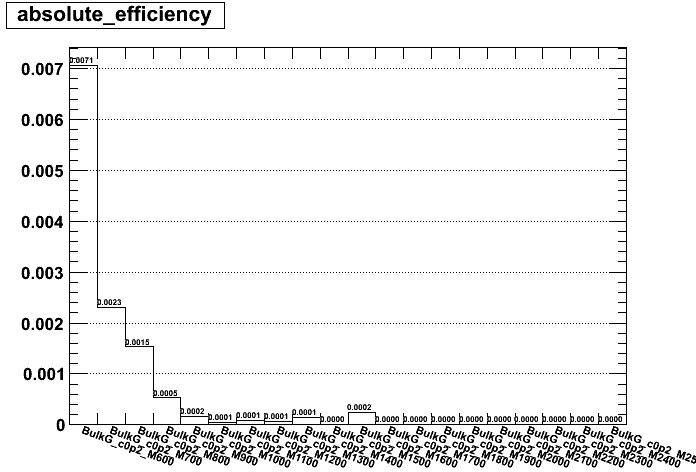 absolute_efficiency
0.007
0.006
0.005
0.004
0.003
0.002
0.001
0
0.0071
0.0023
0.0015
0.0005
0.0002
0.0001
0.0001
0.0001
0.0001
0.0000
0.0002
0.0000
0.0000
0.0000
0.0000
0.0000
0.0000
0.0000
0.0000
0.0000
BulkG_c0p2_M600
BulkG_c0p2_M700
BulkG_c0p2_M800
BulkG_c0p2_M900
BulkG_c0p2_M1000
BulkG_c0p2_M1100
BulkG_c0p2_M1200
BulkG_c0p2_M1300
BulkG_c0p2_M1400
BulkG_c0p2_M1500
BulkG_c0p2_M1600
BulkG_c0p2_M1700
BulkG_c0p2_M1800
BulkG_c0p2_M1900
BulkG_c0p2_M2000
BulkG_c0p2_M2100
BulkG_c0p2_M2200
BulkG_c0p2_M2300
BulkG_c0p2_M2400